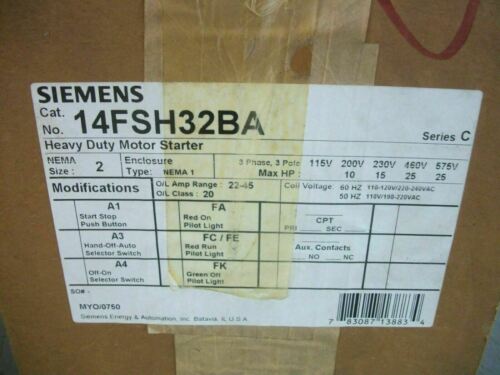 SIEMENS
Cat. No. 14FSH32BA
Series C
Heavy Duty Motor Starter
NEMA Size: 2 Enclosure Type: NEMA 1 3 Phase, 3 Pole Max HP: 115V 200V 10 230V 15 460V 25 575V 25
Modifications
O/L Amp Range: 22-45
O/L Class: 20
Coil Voltage: 60 HZ 110-120V/220-240VAC
50 HZ 110V/190-220VAC
A1
Start Stop
Push Button
FA
Red On
Pilot Light
CPT
PRI SEC
A3
Hand-Off-Auto
Selector Switch
FC / FE
Red Run
Pilot Light
Aux. Contacts
NO NC
A4
Off-On
Selector Switch
FK
Green Off
Pilot Light
SO# -
MYO/0750
Siemens Energy & Automation, Inc. Batavia, IL U.S.A.
7 83087 13883 4